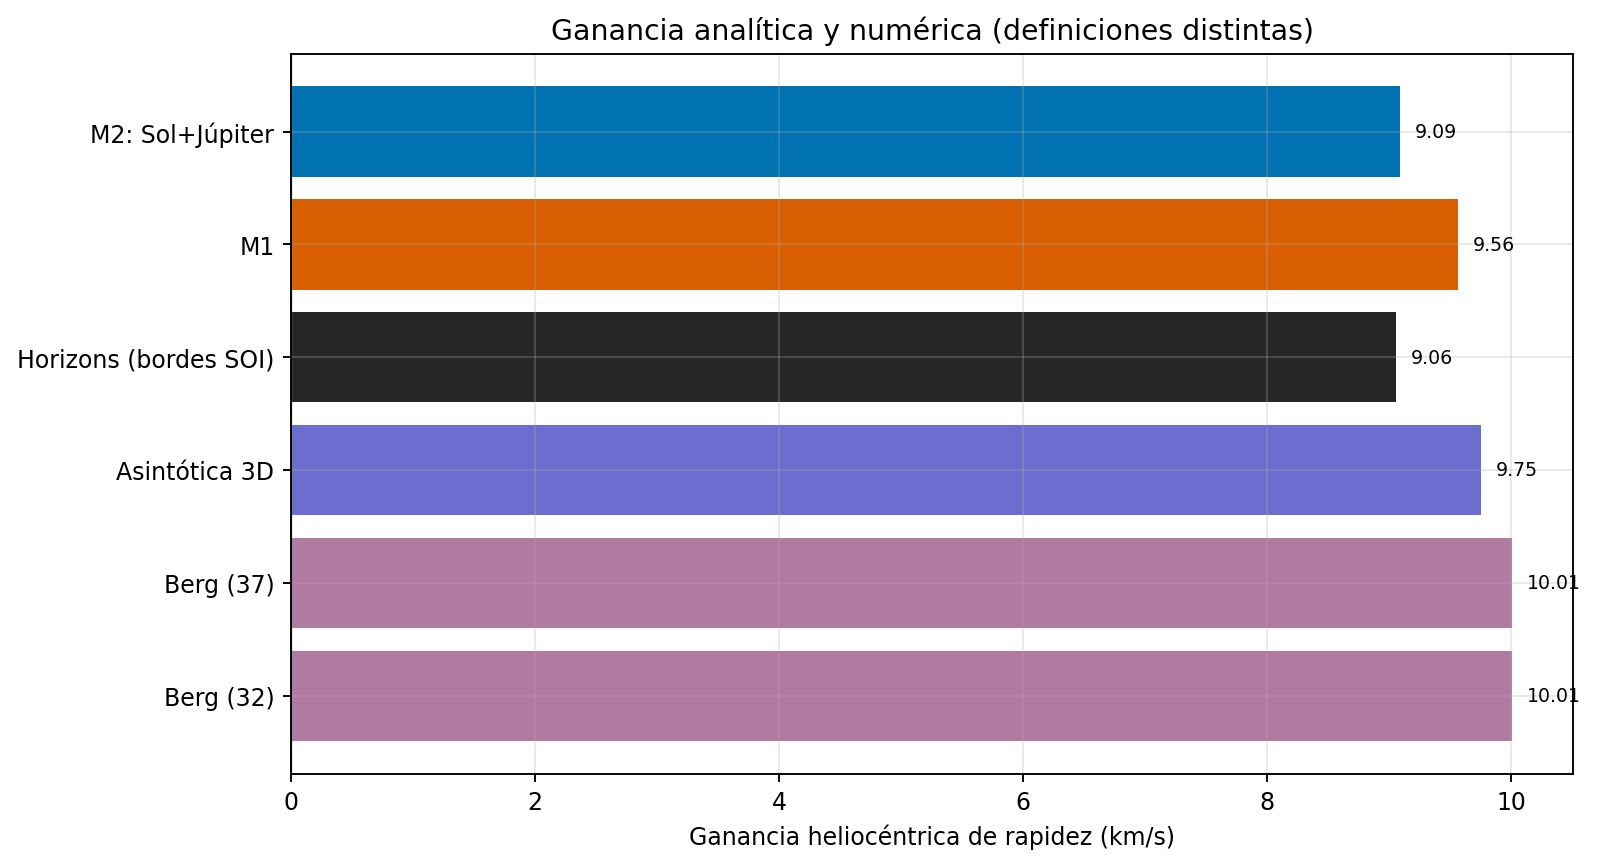 Ganancia analítica y numérica (definiciones distintas)
M2: Sol+Júpiter
9.09
M1
9.56
Horizons (bordes SOI)
9.06
Asintótica 3D
9.75
Berg (37)
10.01
Berg (32)
10.01
0 2 4 6 8 10
Ganancia heliocéntrica de rapidez (km/s)